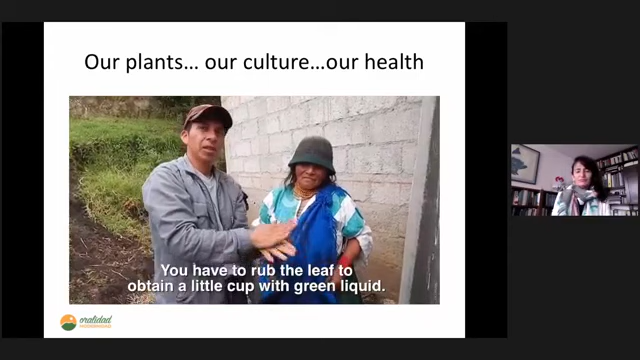 Our plants… our culture…our health
You have to rub the leaf to
obtain a little cup with green liquid.
oralidad